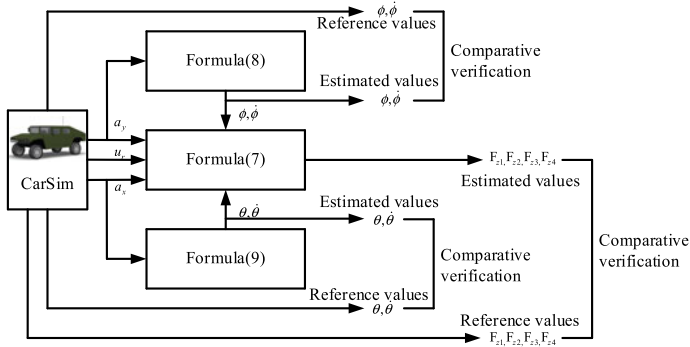 ϕ,ϕ̇
Reference values
Formula(8)
Comparative
verification
Estimated values
ϕ,ϕ̇
ϕ,ϕ̇
a_y
Formula(7)
u_r
F_z1,F_z2,F_z3,F_z4
Estimated values
CarSim
a_x
Estimated values
θ,θ̇
θ,θ̇
Comparative
verification
Formula(9)
Comparative
verification
Reference values
θ,θ̇
Reference values
F_z1,F_z2,F_z3,F_z4